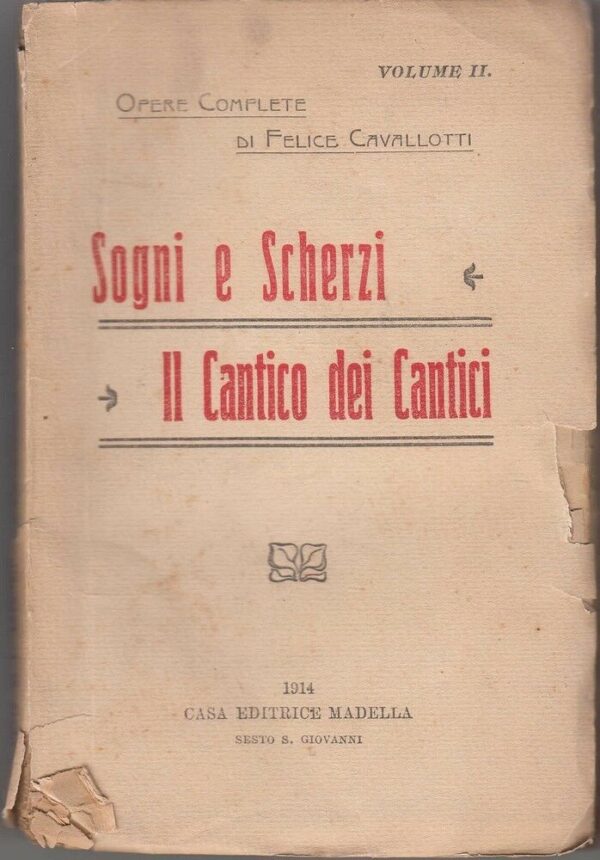 VOLUME II.
OPERE COMPLETE
DI FELICE CAVALLOTTI
Sogni e Scherzi
Il Cantico dei Cantici
1914
CASA EDITRICE MADELLA
SESTO S. GIOVANNI